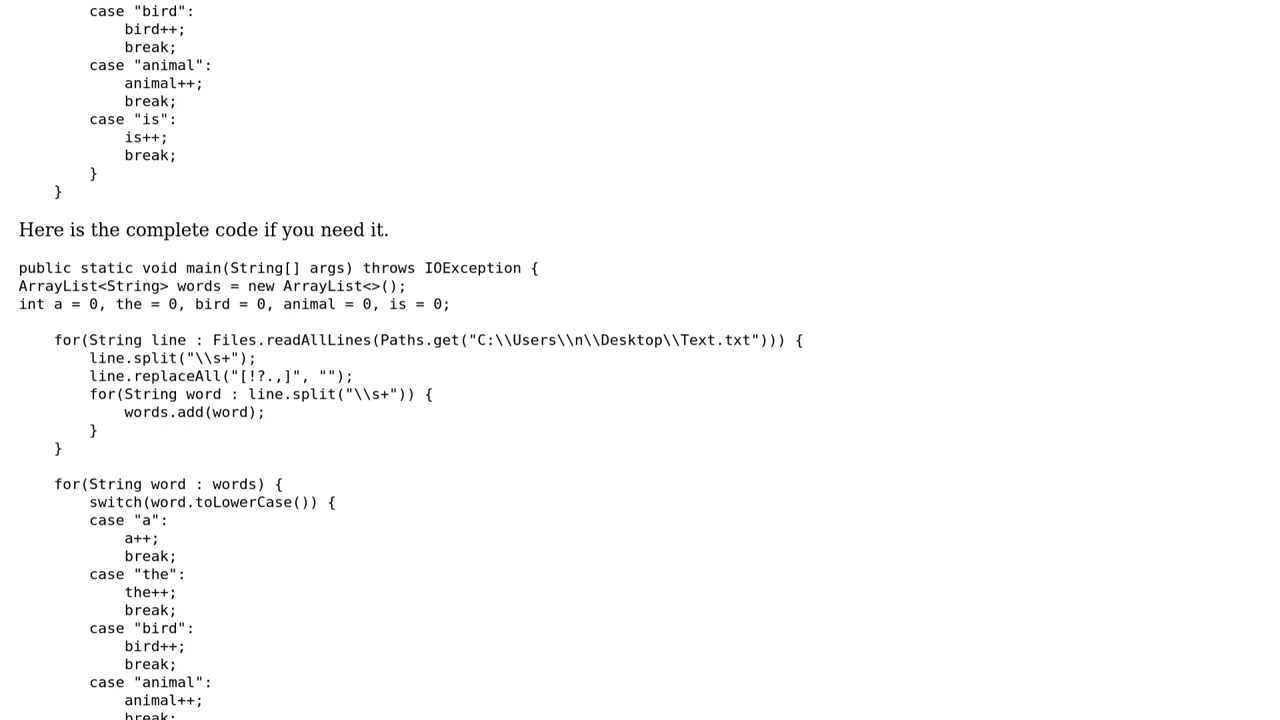 case "bird":
            bird++;
            break;
        case "animal":
            animal++;
            break;
        case "is":
            is++;
            break;
        }
    }
Here is the complete code if you need it.
public static void main(String[] args) throws IOException {
ArrayList<String> words = new ArrayList<>();
int a = 0, the = 0, bird = 0, animal = 0, is = 0;
    for(String line : Files.readAllLines(Paths.get("C:\\Users\\n\\Desktop\\Text.txt"))) {
        line.split("\\s+");
        line.replaceAll("[!?.,]", "");
        for(String word : line.split("\\s+")) {
            words.add(word);
        }
    }
    for(String word : words) {
        switch(word.toLowerCase()) {
        case "a":
            a++;
            break;
        case "the":
            the++;
            break;
        case "bird":
            bird++;
            break;
        case "animal":
            animal++;
            break;